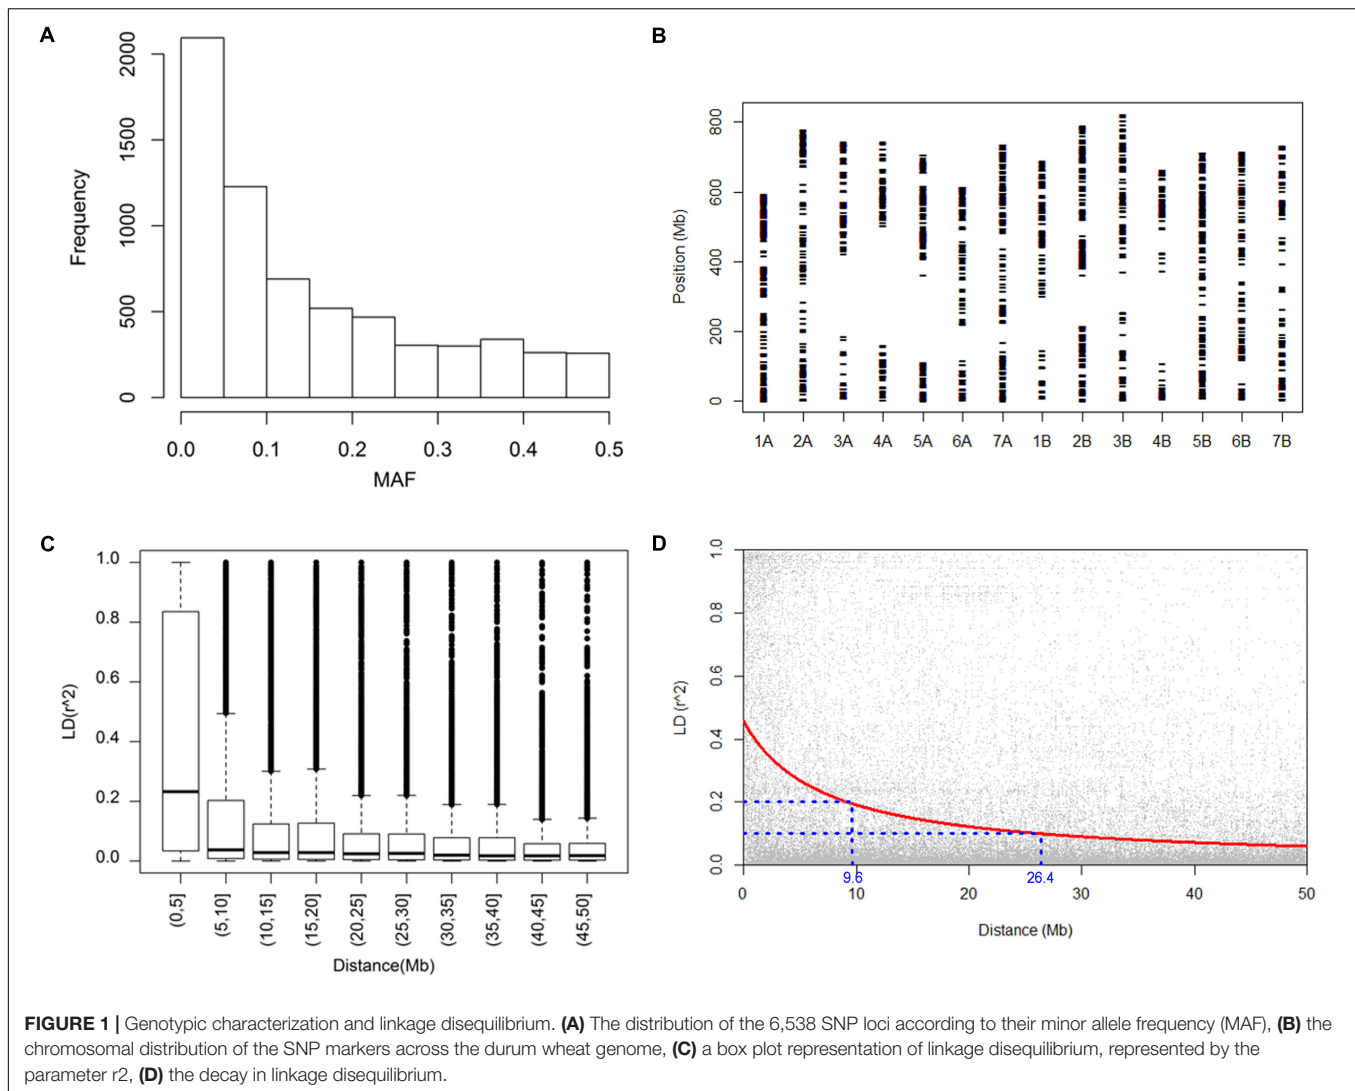 A
Frequency
2000
1500
1000
500
0
0.0 0.1 0.2 0.3 0.4 0.5
MAF
B
Position (Mb)
800
600
400
200
0
1A 2A 3A 4A 5A 6A 7A 1B 2B 3B 4B 5B 6B 7B
C
LD(r^2)
1.0
0.8
0.6
0.4
0.2
0.0
(0,5] (5,10] (10,15] (15,20] (20,25] (25,30] (30,35] (35,40] (40,45] (45,50]
Distance(Mb)
D
LD (r^2)
1.0
0.8
0.6
0.4
0.2
0.0
9.6 26.4
0 10 20 30 40 50
Distance (Mb)
FIGURE 1 | Genotypic characterization and linkage disequilibrium. (A) The distribution of the 6,538 SNP loci according to their minor allele frequency (MAF), (B) the
chromosomal distribution of the SNP markers across the durum wheat genome, (C) a box plot representation of linkage disequilibrium, represented by the
parameter r2, (D) the decay in linkage disequilibrium.